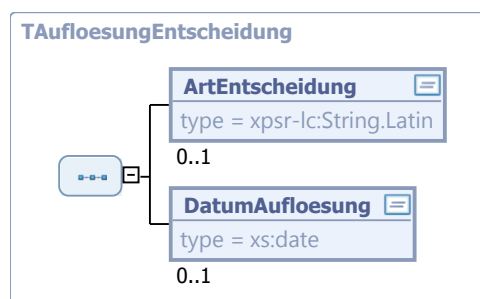 TAufloesungEntscheidung
ArtEntscheidung
type = xpsr-lc:String.Latin
0..1
DatumAufloesung
type = xs:date
0..1